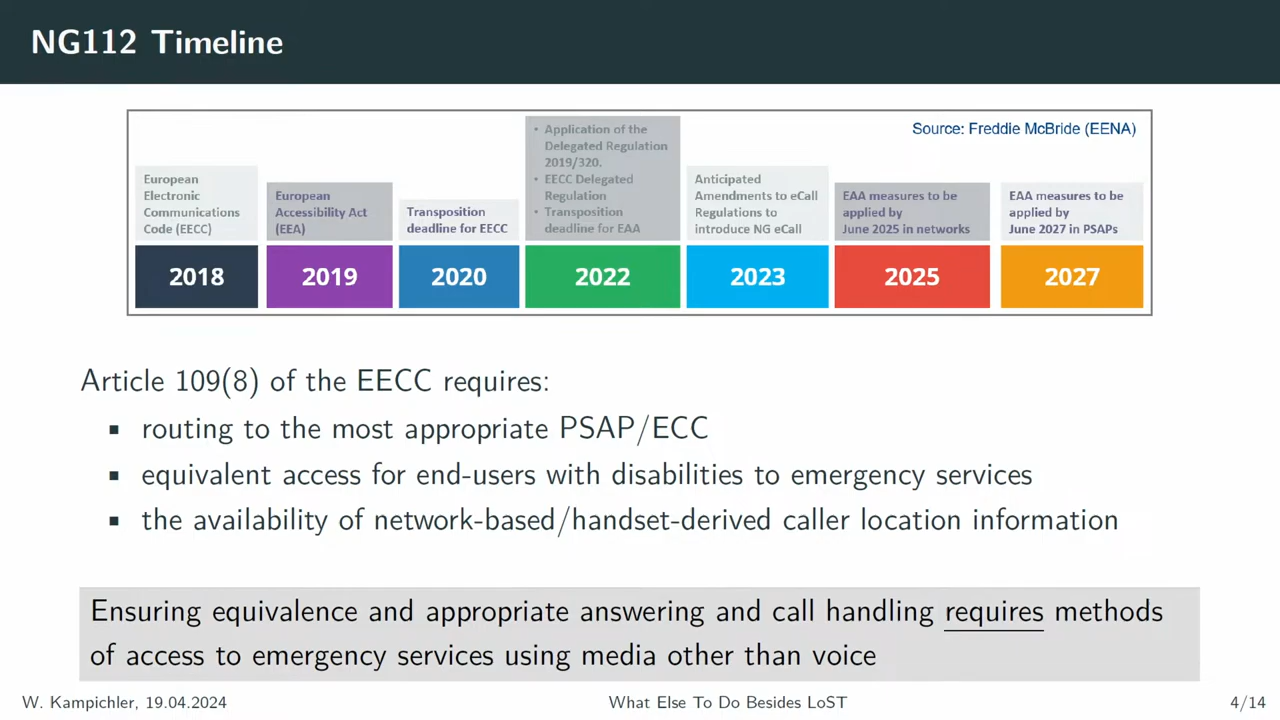 NG112 Timeline
Source: Freddie McBride (EENA)
European
Electronic
Communications
Code (EECC)
2018
European
Accessibility Act
(EEA)
2019
Transposition
deadline for EECC
2020
• Application of the
Delegated Regulation
2019/320.
• EECC Delegated
Regulation
• Transposition
deadline for EAA
2022
Anticipated
Amendments to eCall
Regulations to
introduce NG eCall
2023
EAA measures to be
applied by
June 2025 in networks
2025
EAA measures to be
applied by
June 2027 in PSAPs
2027
Article 109(8) of the EECC requires:
▪ routing to the most appropriate PSAP/ECC
▪ equivalent access for end-users with disabilities to emergency services
▪ the availability of network-based/handset-derived caller location information
Ensuring equivalence and appropriate answering and call handling requires methods
of access to emergency services using media other than voice
W. Kampichler, 19.04.2024
What Else To Do Besides LoST
4/14